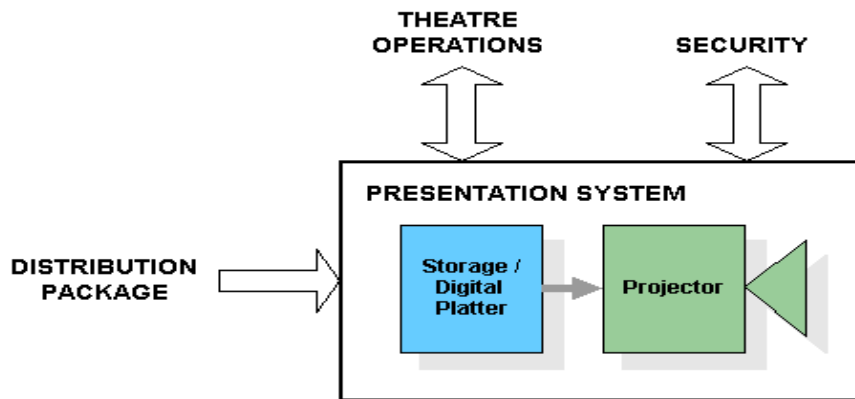 THEATRE
OPERATIONS
SECURITY
PRESENTATION SYSTEM
DISTRIBUTION
PACKAGE
Storage /
Digital
Platter
Projector